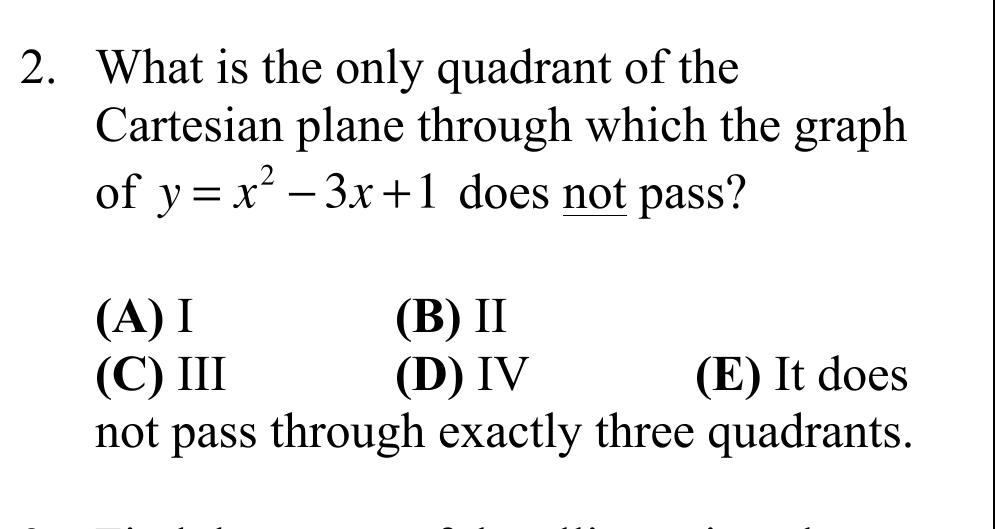 2. What is the only quadrant of the
Cartesian plane through which the graph
of y = x² − 3x + 1 does not pass?
(A) I (B) II
(C) III (D) IV (E) It does
not pass through exactly three quadrants.